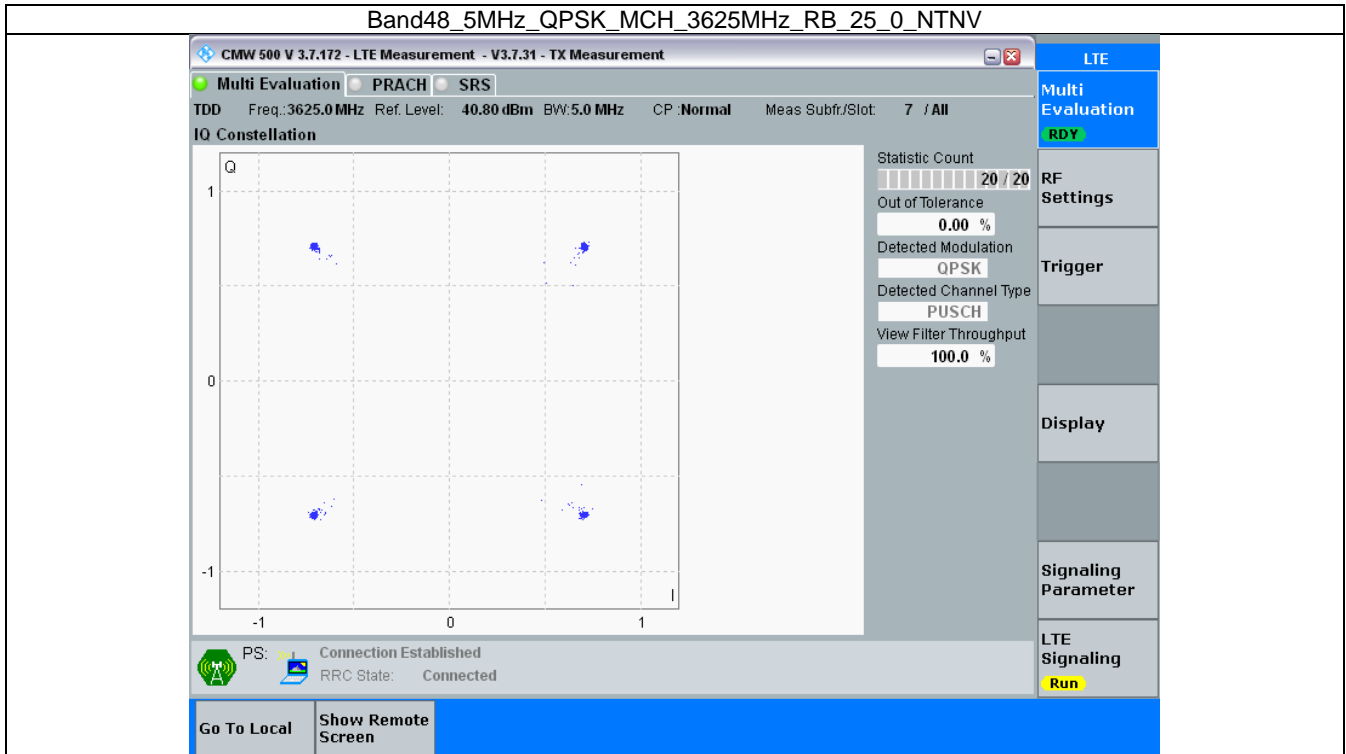 Band48_5MHz_QPSK_MCH_3625MHz_RB_25_0_NTNV
CMW 500 V 3.7.172 - LTE Measurement - V3.7.31 - TX Measurement
LTE
Multi Evaluation PRACH SRS
Multi
Evaluation
RDY
TDD Freq.:3625.0 MHz Ref. Level: 40.80 dBm BW:5.0 MHz CP :Normal Meas Subfr./Slot: 7 / All
IQ Constellation
Q
1
0
-1
I
-1 0 1
Statistic Count
20 / 20
Out of Tolerance
0.00 %
Detected Modulation
QPSK
Detected Channel Type
PUSCH
View Filter Throughput
100.0 %
RF
Settings
Trigger
Display
Signaling
Parameter
LTE
Signaling
Run
PS: Connection Established
RRC State: Connected
Go To Local
Show Remote
Screen